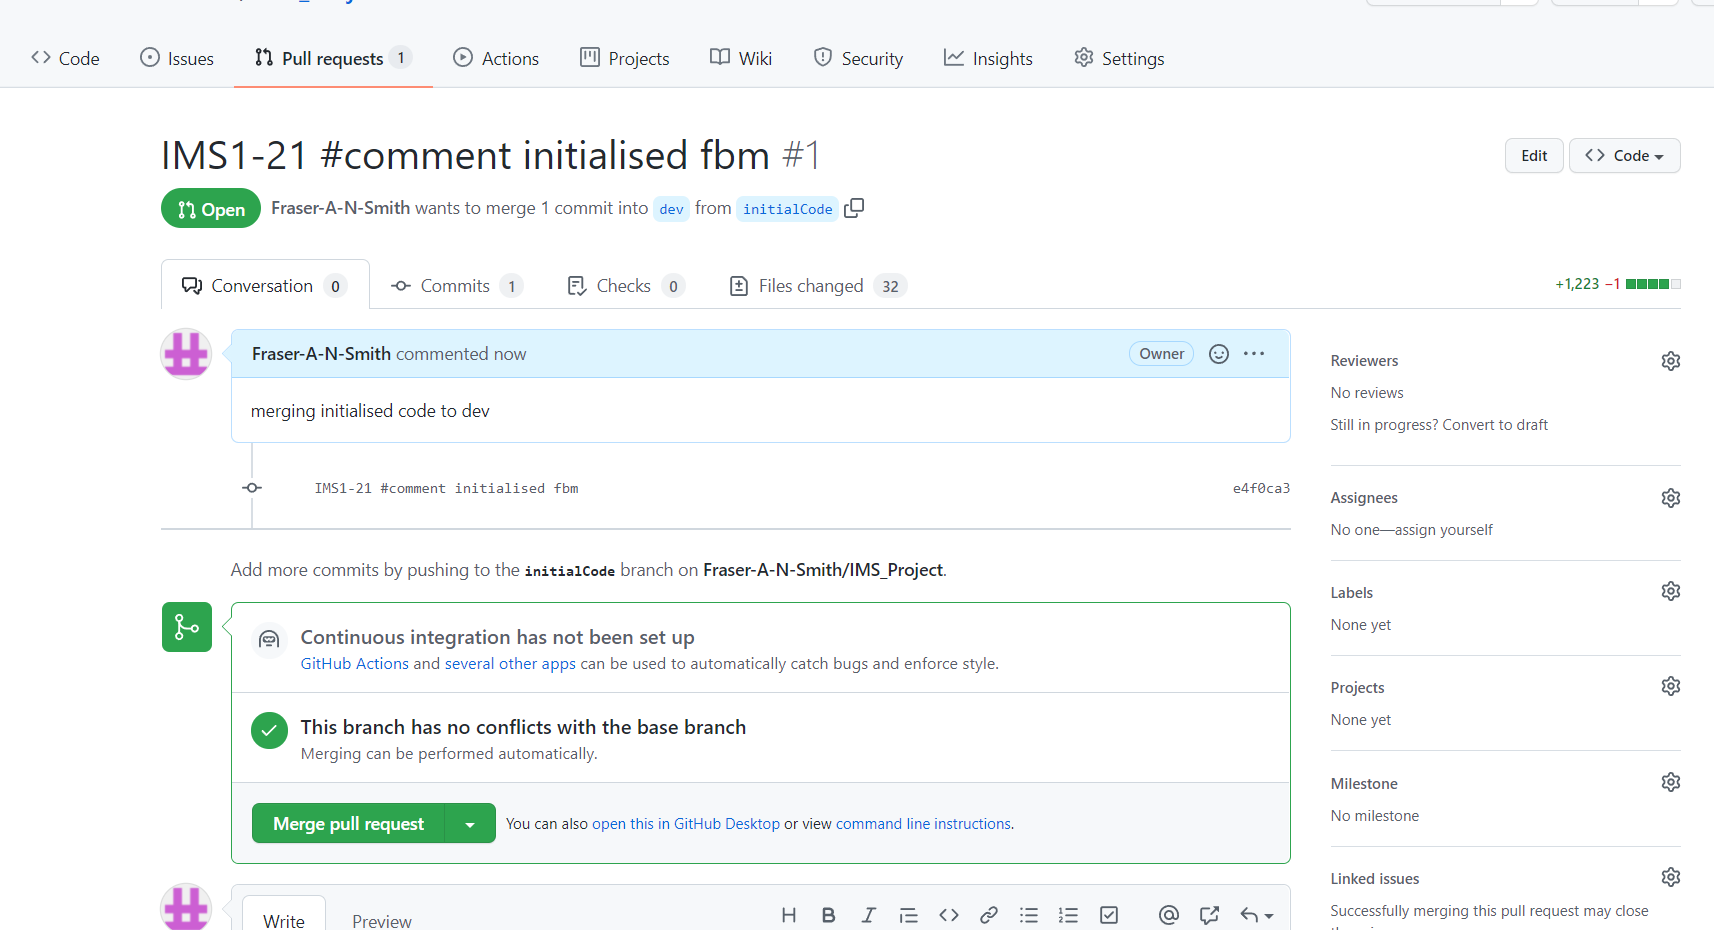 Code Issues Pull requests 1 Actions Projects Wiki Security Insights Settings
IMS1-21 #comment initialised fbm #1
Edit Code
Open Fraser-A-N-Smith wants to merge 1 commit into dev from initialCode
Conversation 0 Commits 1 Checks 0 Files changed 32 +1,223 −1
Fraser-A-N-Smith commented now Owner
merging initialised code to dev
IMS1-21 #comment initialised fbm e4f0ca3
Add more commits by pushing to the initialCode branch on Fraser-A-N-Smith/IMS_Project.
Continuous integration has not been set up
GitHub Actions and several other apps can be used to automatically catch bugs and enforce style.
This branch has no conflicts with the base branch
Merging can be performed automatically.
Merge pull request You can also open this in GitHub Desktop or view command line instructions.
Write Preview
Reviewers
No reviews
Still in progress? Convert to draft
Assignees
No one—assign yourself
Labels
None yet
Projects
None yet
Milestone
No milestone
Linked issues
Successfully merging this pull request may close